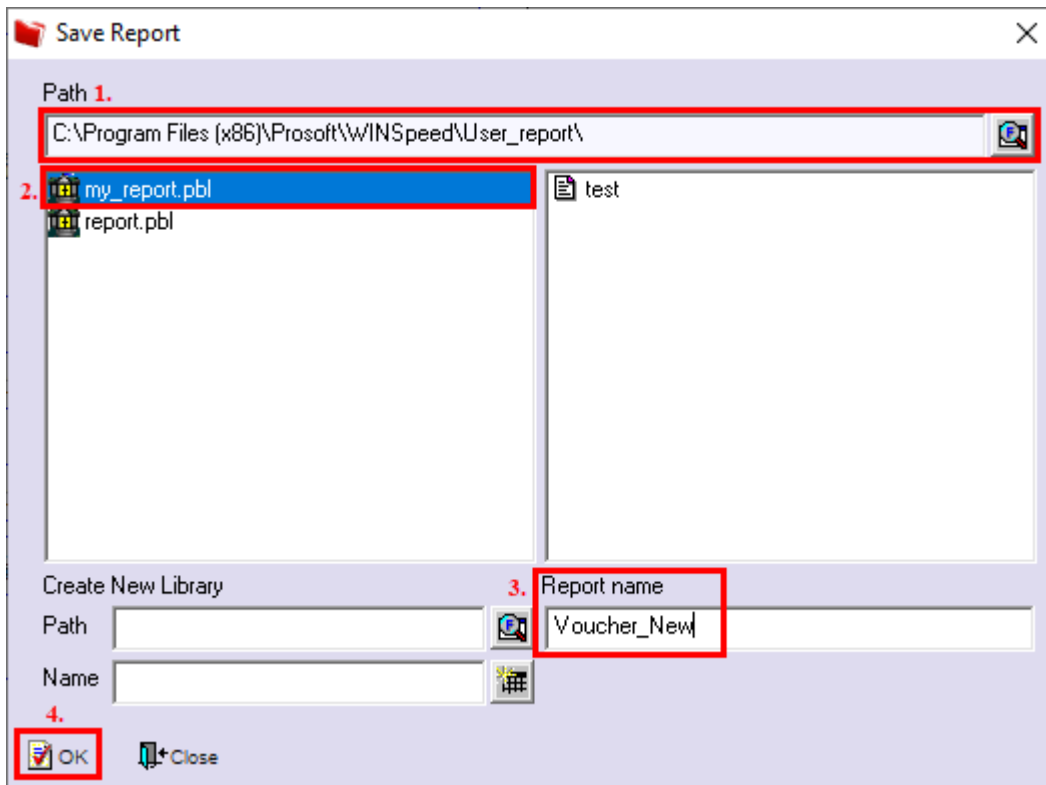 Save Report
Path 1.
C:\Program Files (x86)\Prosoft\WINSpeed\User_report\
2. my_report.pbl
test
report.pbl
Create New Library
3. Report name
Path
Voucher_New
Name
4.
OK
Close